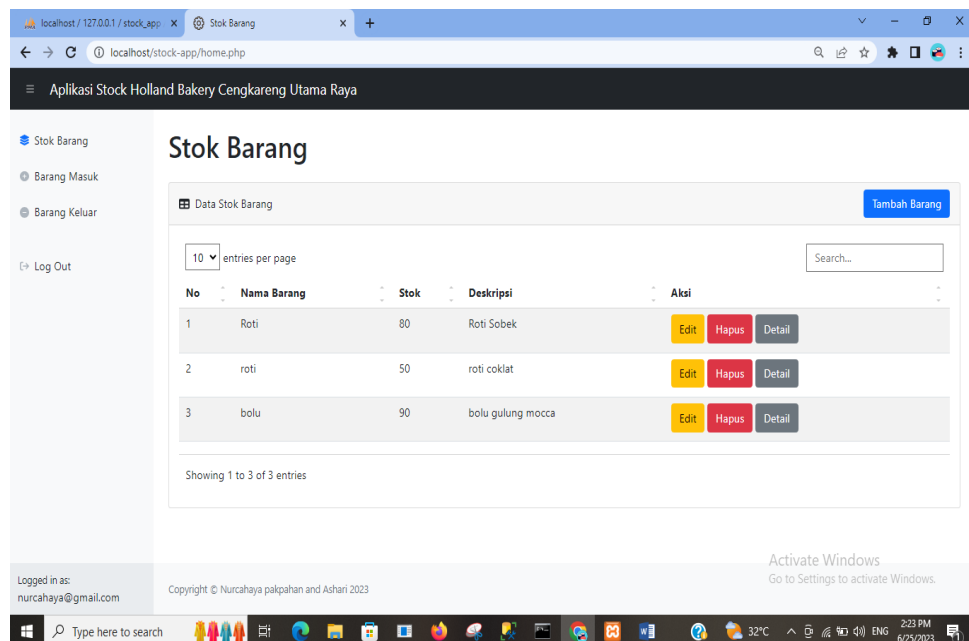 localhost / 127.0.0.1 / stock_app
Stok Barang
localhost/stock-app/home.php
Aplikasi Stock Holland Bakery Cengkareng Utama Raya
Stok Barang
Barang Masuk
Barang Keluar
Log Out
Stok Barang
Data Stok Barang
Tambah Barang
10 entries per page
Search...
No Nama Barang Stok Deskripsi Aksi
1 Roti 80 Roti Sobek Edit Hapus Detail
2 roti 50 roti coklat Edit Hapus Detail
3 bolu 90 bolu gulung mocca Edit Hapus Detail
Showing 1 to 3 of 3 entries
Activate Windows
Go to Settings to activate Windows.
Logged in as:
nurcahaya@gmail.com
Copyright © Nurcahaya pakpahan and Ashari 2023
Type here to search
32°C
ENG
2:23 PM
6/25/2023